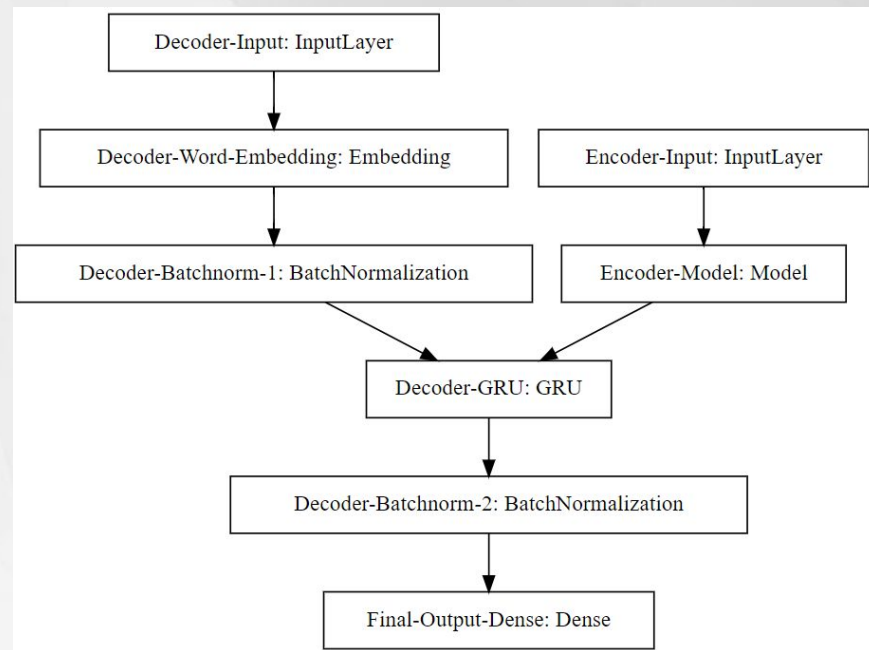 Decoder-Input: InputLayer
Decoder-Word-Embedding: Embedding
Encoder-Input: InputLayer
Decoder-Batchnorm-1: BatchNormalization
Encoder-Model: Model
Decoder-GRU: GRU
Decoder-Batchnorm-2: BatchNormalization
Final-Output-Dense: Dense